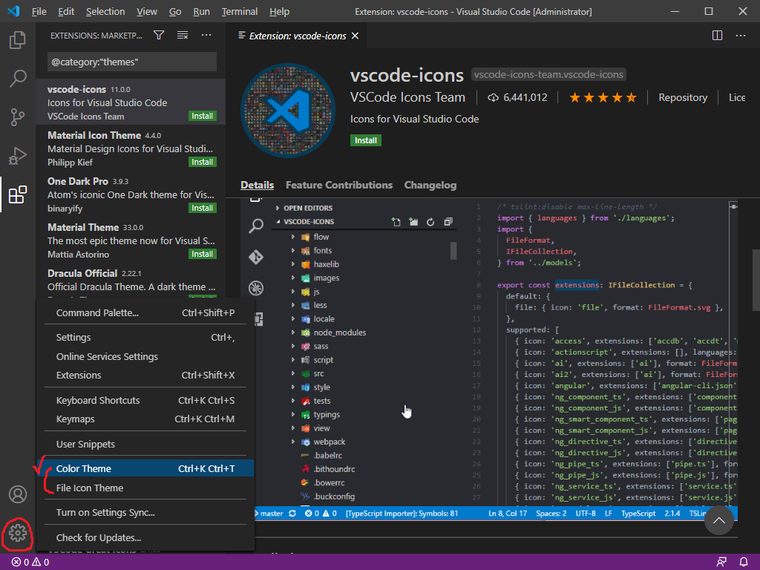 File Edit Selection View Go Run Terminal Help Extension: vscode-icons - Visual Studio Code [Administrator]
EXTENSIONS: MARKETP...
@category:"themes"
vscode-icons 11.0.0
Icons for Visual Studio Code
VSCode Icons Team Install
Material Icon Theme 4.4.0
Material Design Icons for Visual Studi...
Philipp Kief Install
One Dark Pro 3.9.3
Atom's iconic One Dark theme for Vis...
binaryify Install
Material Theme 33.0.0
The most epic theme now for Visual S...
Mattia Astorino Install
Dracula Official 2.22.1
Official Dracula Theme. A dark theme ...
Command Palette... Ctrl+Shift+P
Settings Ctrl+,
Online Services Settings
Extensions Ctrl+Shift+X
Keyboard Shortcuts Ctrl+K Ctrl+S
Keymaps Ctrl+K Ctrl+M
User Snippets
Color Theme Ctrl+K Ctrl+T
File Icon Theme
Turn on Settings Sync...
Check for Updates...
0 0
Extension: vscode-icons
vscode-icons vscode-icons-team.vscode-icons
VSCode Icons Team 6,441,012 Repository Lice
Icons for Visual Studio Code
Install
Details Feature Contributions Changelog
OPEN EDITORS
VSCODE-ICONS
flow
fonts
haxelib
images
js
less
locale
node_modules
sass
script
src
style
tests
typings
view
webpack
.babelrc
.bithoundrc
.bowerrc
.buckconfig
1 /* tslint:disable max-line-length */
2 import { languages } from './languages';
3 import {
4 FileFormat,
5 IFileCollection,
6 } from '../models';
7
8 export const extensions: IFileCollection = {
9 default: {
10 file: { icon: 'file', format: FileFormat.svg },
11 },
12 supported: [
13 { icon: 'access', extensions: ['accdb', 'accdt',
14 { icon: 'actionscript', extensions: [], languages:
15 { icon: 'ai', extensions: ['ai'], format: FileForm
16 { icon: 'ai2', extensions: ['ai'], format: FileFor
17 { icon: 'angular', extensions: ['angular-cli.json'
18 { icon: 'ng_component_ts', extensions: ['component
19 { icon: 'ng_component_js', extensions: ['component
20 { icon: 'ng_smart_component_ts', extensions: ['pag
21 { icon: 'ng_smart_component_js', extensions: ['pag
22 { icon: 'ng_directive_ts', extensions: ['directive
23 { icon: 'ng_directive_js', extensions: ['directive
24 { icon: 'ng_pipe_ts', extensions: ['pipe.ts'], for
25 { icon: 'ng_pipe_js', extensions: ['pipe.js'], for
26 { icon: 'ng_service_ts', extensions: ['service.ts'
27 { icon: 'ng_service_js', extensions: ['service.js'
master 0 0 [TypeScript Importer]: Symbols: 81 Ln 8, Col 17 Spaces: 2 UTF-8 LF TypeScript 2.1.4 TSLin